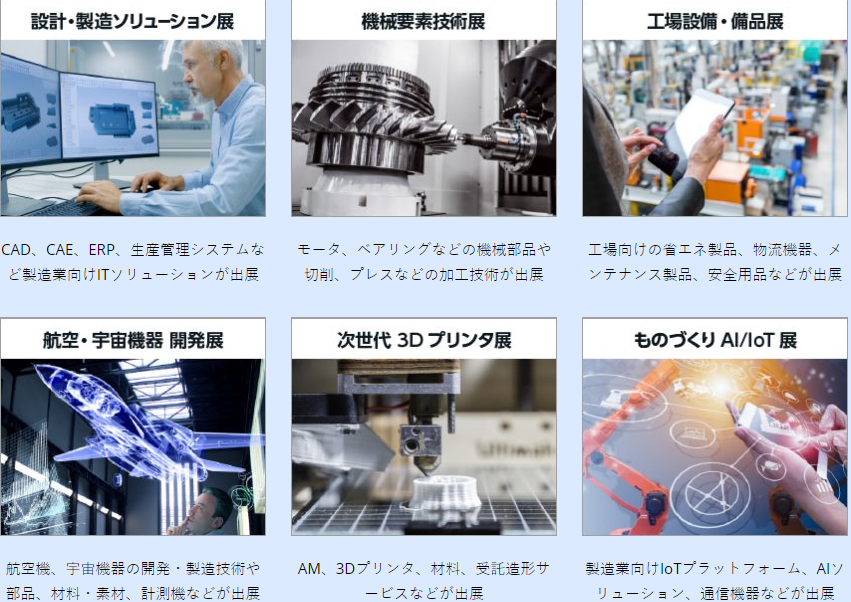 設計・製造ソリューション展
機械要素技術展
工場設備・備品展
CAD、CAE、ERP、生産管理システムな
ど製造業向けITソリューションが出展
モータ、ベアリングなどの機械部品や
切削、プレスなどの加工技術が出展
工場向けの省エネ製品、物流機器、メ
ンテナンス製品、安全用品などが出展
航空・宇宙機器 開発展
次世代 3D プリンタ展
ものづくり AI/IoT 展
航空機、宇宙機器の開発・製造技術や
部品、材料・素材、計測機などが出展
AM、3Dプリンタ、材料、受託造形サ
ービスなどが出展
製造業向けIoTプラットフォーム、AIソ
リューション、通信機器などが出展